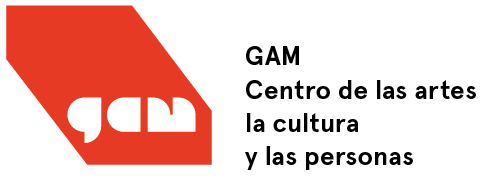 gam
GAM
Centro de las artes
la cultura
y las personas